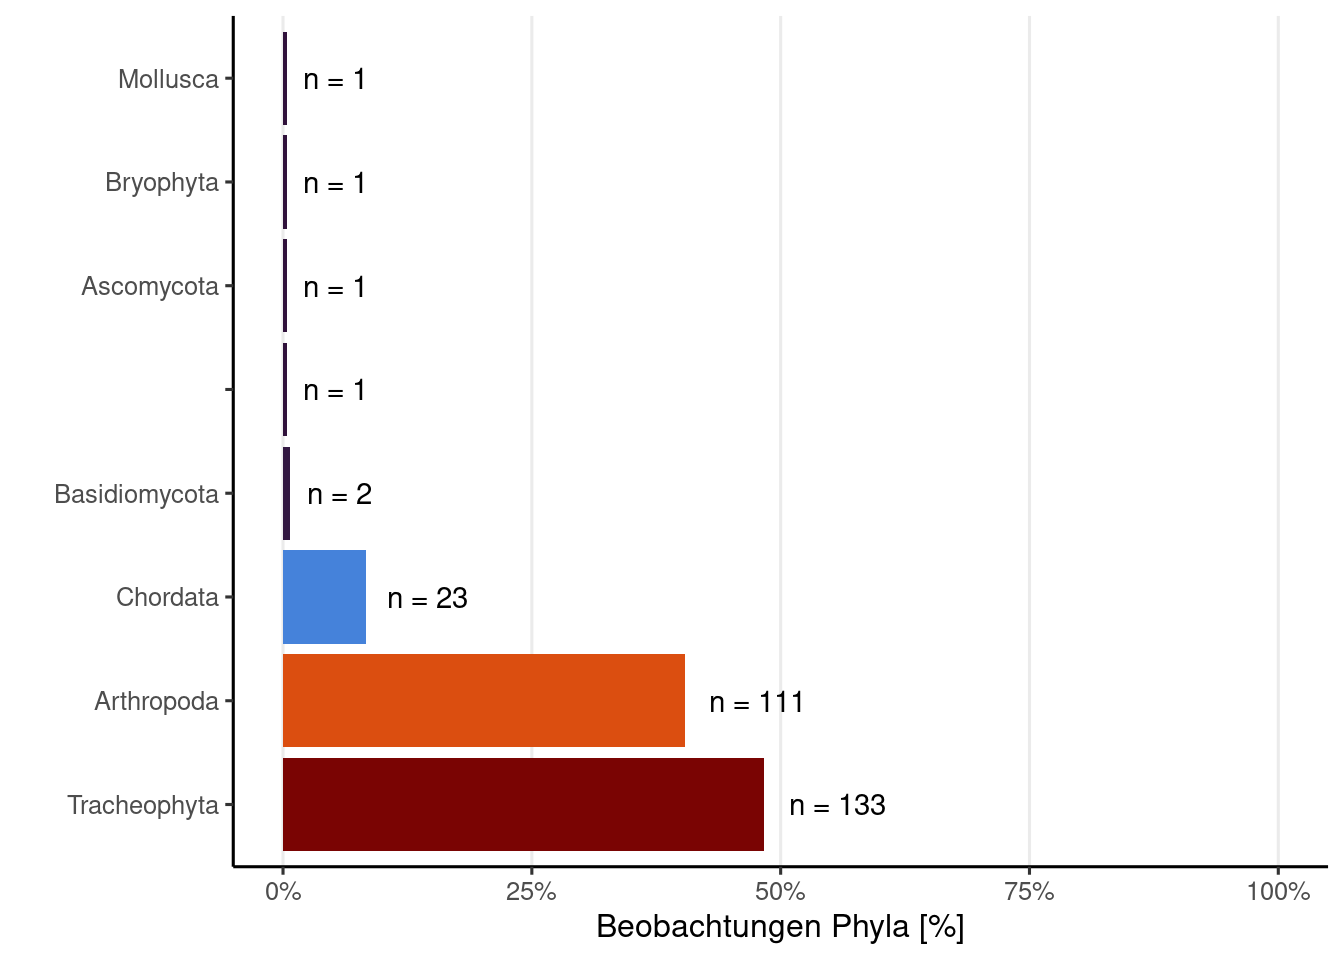 Mollusca n = 1
Bryophyta n = 1
Ascomycota n = 1
n = 1
Basidiomycota n = 2
Chordata n = 23
Arthropoda n = 111
Tracheophyta n = 133
0% 25% 50% 75% 100%
Beobachtungen Phyla [%]